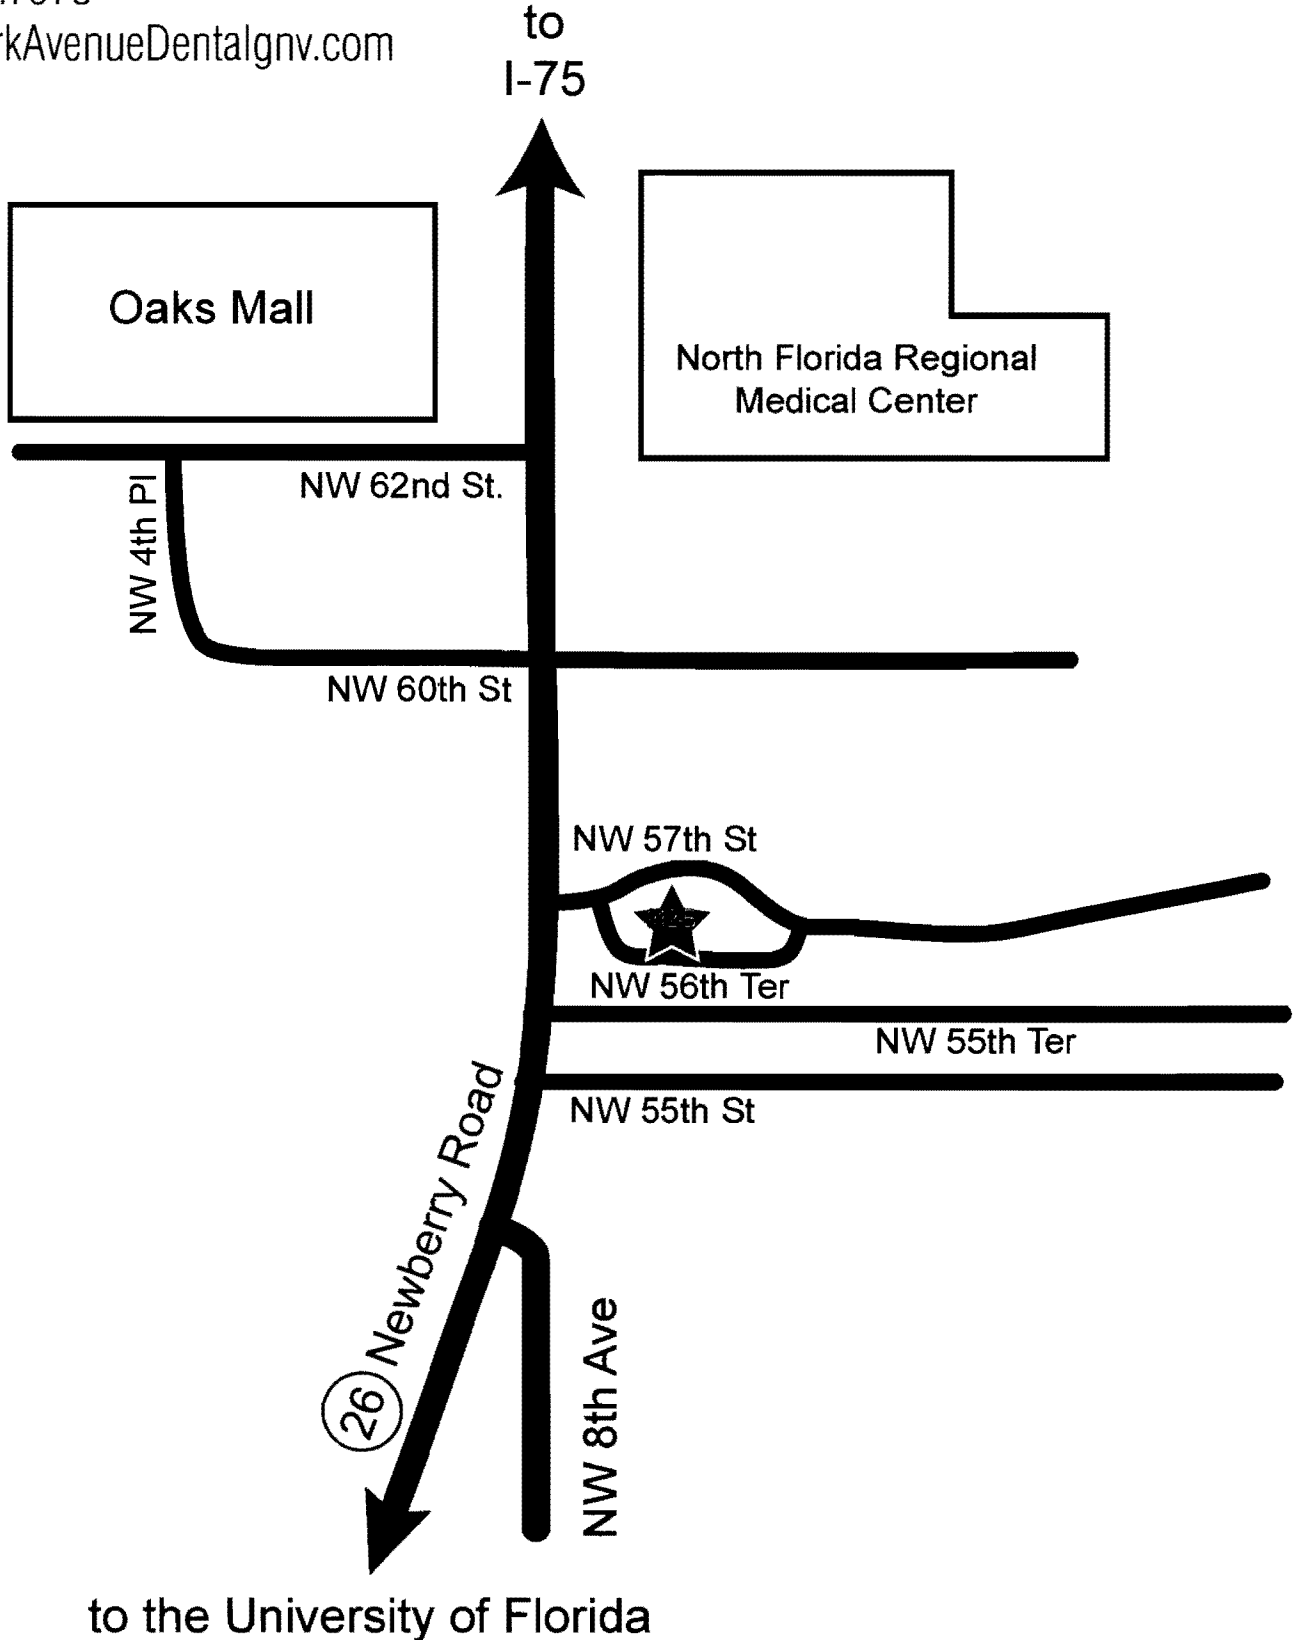 rkAvenueDentalgnv.com
to
I-75
Oaks Mall
North Florida Regional
Medical Center
NW 62nd St.
NW 4th Pl
NW 60th St
NW 57th St
NW 56th Ter
NW 55th Ter
NW 55th St
26 Newberry Road
NW 8th Ave
to the University of Florida